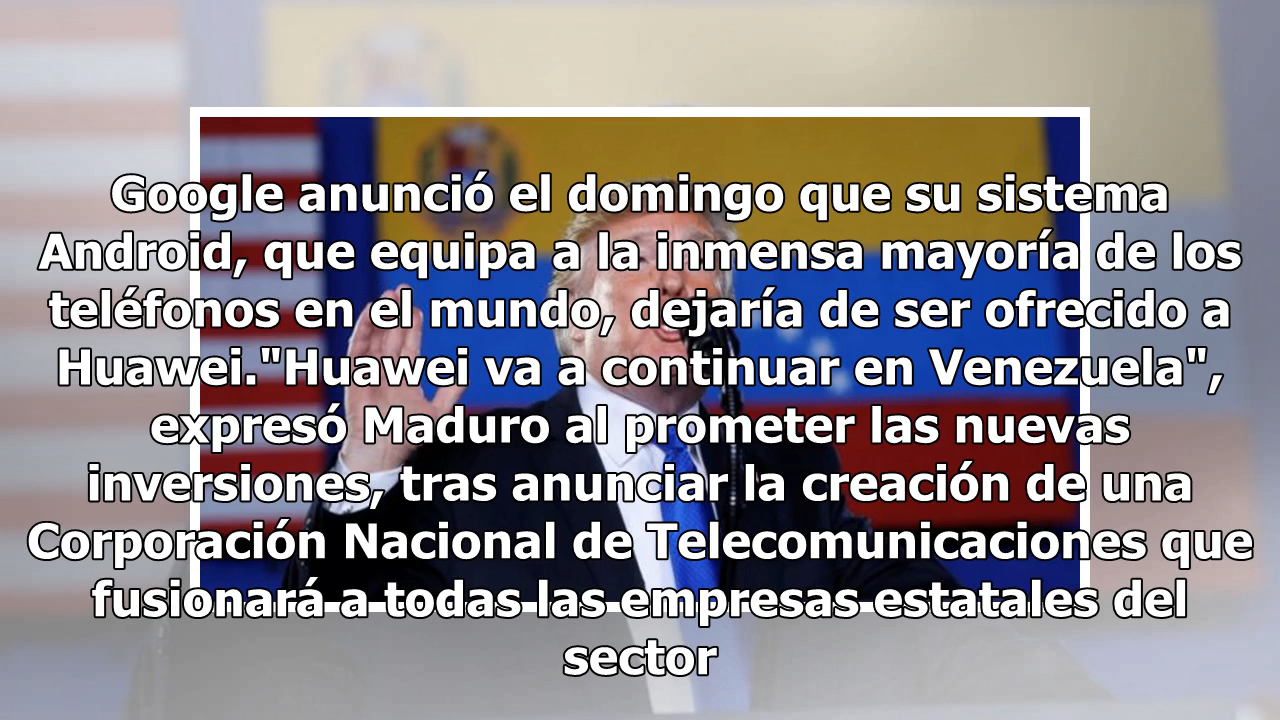 Google anunció el domingo que su sistema
Android, que equipa a la inmensa mayoría de los
teléfonos en el mundo, dejaría de ser ofrecido a
Huawei."Huawei va a continuar en Venezuela",
expresó Maduro al prometer las nuevas
inversiones, tras anunciar la creación de una
Corporación Nacional de Telecomunicaciones que
fusionará a todas las empresas estatales del
sector